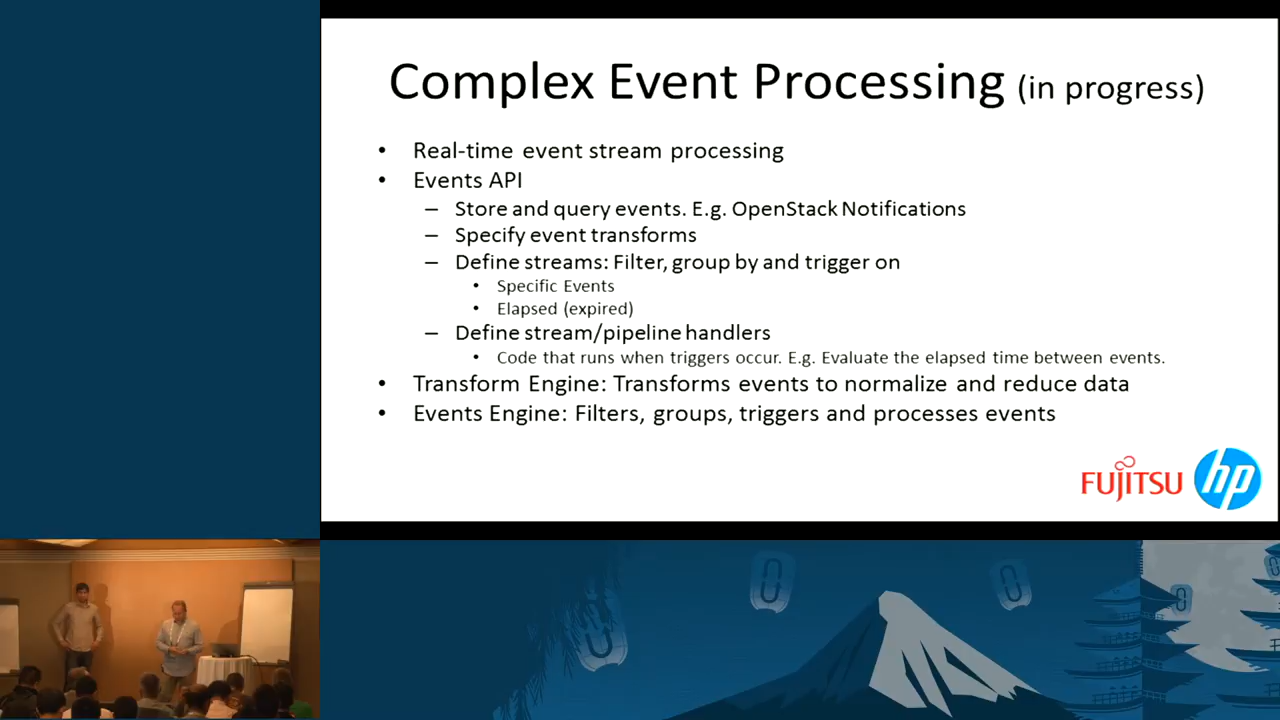 Complex Event Processing (in progress)
• Real-time event stream processing
• Events API
– Store and query events. E.g. OpenStack Notifications
– Specify event transforms
– Define streams: Filter, group by and trigger on
• Specific Events
• Elapsed (expired)
– Define stream/pipeline handlers
• Code that runs when triggers occur. E.g. Evaluate the elapsed time between events.
• Transform Engine: Transforms events to normalize and reduce data
• Events Engine: Filters, groups, triggers and processes events
FUJITSU hp